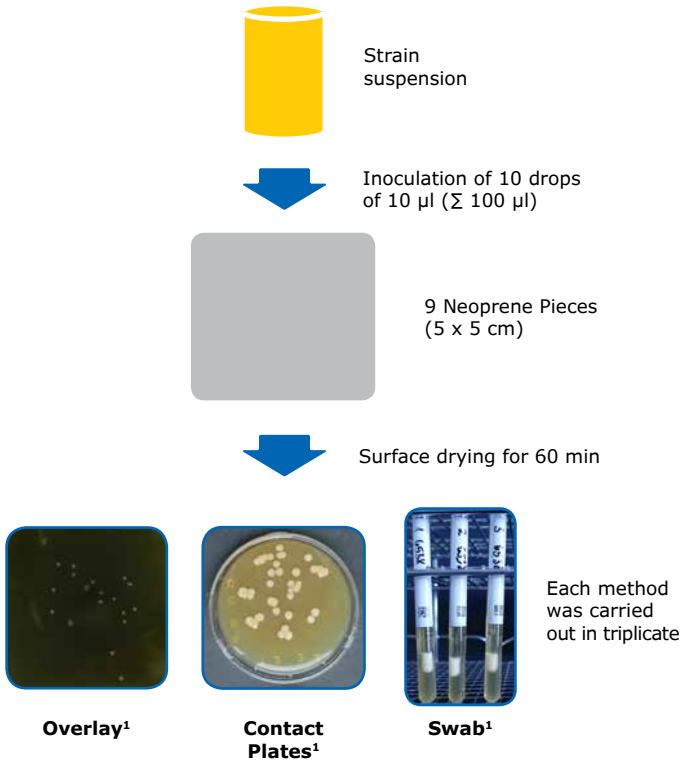 Strain
suspension
Inoculation of 10 drops
of 10 µl (Σ 100 µl)
9 Neoprene Pieces
(5 x 5 cm)
Surface drying for 60 min
Each method
was carried
out in triplicate
Overlay¹
Contact
Plates¹
Swab¹